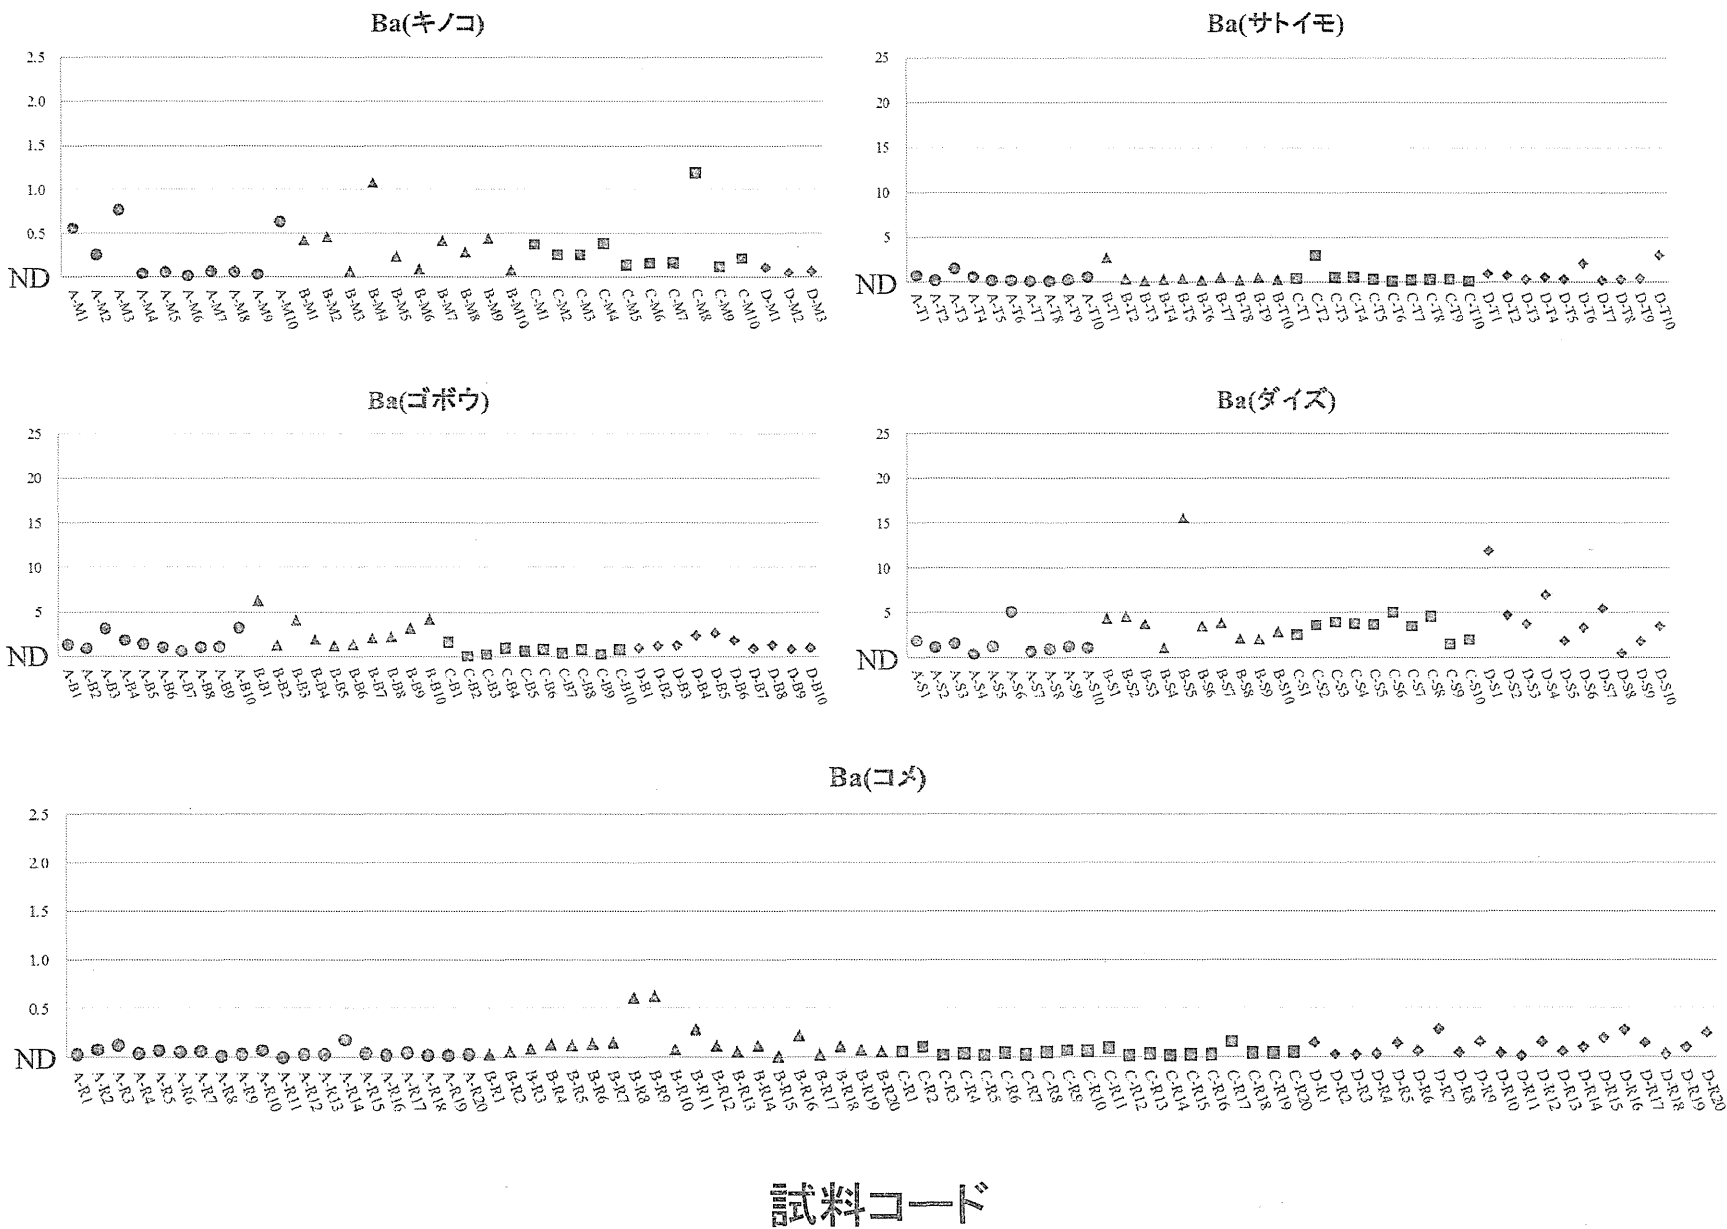 Ba(キノコ)
2.5
2.0
1.5
1.0
0.5
ND
A-M1 A-M2 A-M3 A-M4 A-M5 A-M6 A-M7 A-M8 A-M9 A-M10 B-M1 B-M2 B-M3 B-M4 B-M5 B-M6 B-M7 B-M8 B-M9 B-M10 C-M1 C-M2 C-M3 C-M4 C-M5 C-M6 C-M7 C-M8 C-M9 C-M10 D-M1 D-M2 D-M3
Ba(サトイモ)
25
20
15
10
5
ND
A-T1 A-T2 A-T3 A-T4 A-T5 A-T6 A-T7 A-T8 A-T9 A-T10 B-T1 B-T2 B-T3 B-T4 B-T5 B-T6 B-T7 B-T8 B-T9 B-T10 C-T1 C-T2 C-T3 C-T4 C-T5 C-T6 C-T7 C-T8 C-T9 C-T10 D-T1 D-T2 D-T3 D-T4 D-T5 D-T6 D-T7 D-T8 D-T9 D-T10
Ba(ゴボウ)
25
20
15
10
5
ND
A-B1 A-B2 A-B3 A-B4 A-B5 A-B6 A-B7 A-B8 A-B9 A-B10 B-B1 B-B2 B-B3 B-B4 B-B5 B-B6 B-B7 B-B8 B-B9 B-B10 C-B1 C-B2 C-B3 C-B4 C-B5 C-B6 C-B7 C-B8 C-B9 C-B10 D-B1 D-B2 D-B3 D-B4 D-B5 D-B6 D-B7 D-B8 D-B9 D-B10
Ba(ダイズ)
25
20
15
10
5
ND
A-S1 A-S2 A-S3 A-S4 A-S5 A-S6 A-S7 A-S8 A-S9 A-S10 B-S1 B-S2 B-S3 B-S4 B-S5 B-S6 B-S7 B-S8 B-S9 B-S10 C-S1 C-S2 C-S3 C-S4 C-S5 C-S6 C-S7 C-S8 C-S9 C-S10 D-S1 D-S2 D-S3 D-S4 D-S5 D-S6 D-S7 D-S8 D-S9 D-S10
Ba(コメ)
2.5
2.0
1.5
1.0
0.5
ND
A-R1 A-R2 A-R3 A-R4 A-R5 A-R6 A-R7 A-R8 A-R9 A-R10 A-R11 A-R12 A-R13 A-R14 A-R15 A-R16 A-R17 A-R18 A-R19 A-R20 B-R1 B-R2 B-R3 B-R4 B-R5 B-R6 B-R7 B-R8 B-R9 B-R10 B-R11 B-R12 B-R13 B-R14 B-R15 B-R16 B-R17 B-R18 B-R19 B-R20 C-R1 C-R2 C-R3 C-R4 C-R5 C-R6 C-R7 C-R8 C-R9 C-R10 C-R11 C-R12 C-R13 C-R14 C-R15 C-R16 C-R17 C-R18 C-R19 C-R20 D-R1 D-R2 D-R3 D-R4 D-R5 D-R6 D-R7 D-R8 D-R9 D-R10 D-R11 D-R12 D-R13 D-R14 D-R15 D-R16 D-R17 D-R18 D-R19 D-R20
試料コード